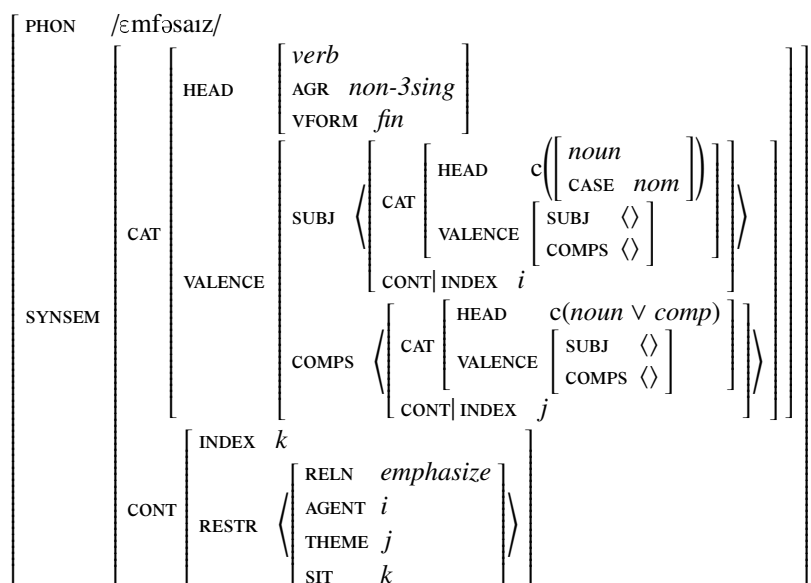 PHON /ɛmfəsaɪz/
verb
HEAD AGR non-3sing
VFORM fin
HEAD c([noun
CASE nom])
SUBJ ⟨ CAT VALENCE [SUBJ ⟨⟩
COMPS ⟨⟩]
CONT| INDEX i ⟩
CAT
VALENCE
SYNSEM
HEAD c(noun ∨ comp)
COMPS ⟨ CAT VALENCE [SUBJ ⟨⟩
COMPS ⟨⟩]
CONT| INDEX j ⟩
INDEX k
RELN emphasize
CONT RESTR ⟨ AGENT i ⟩
THEME j
SIT k